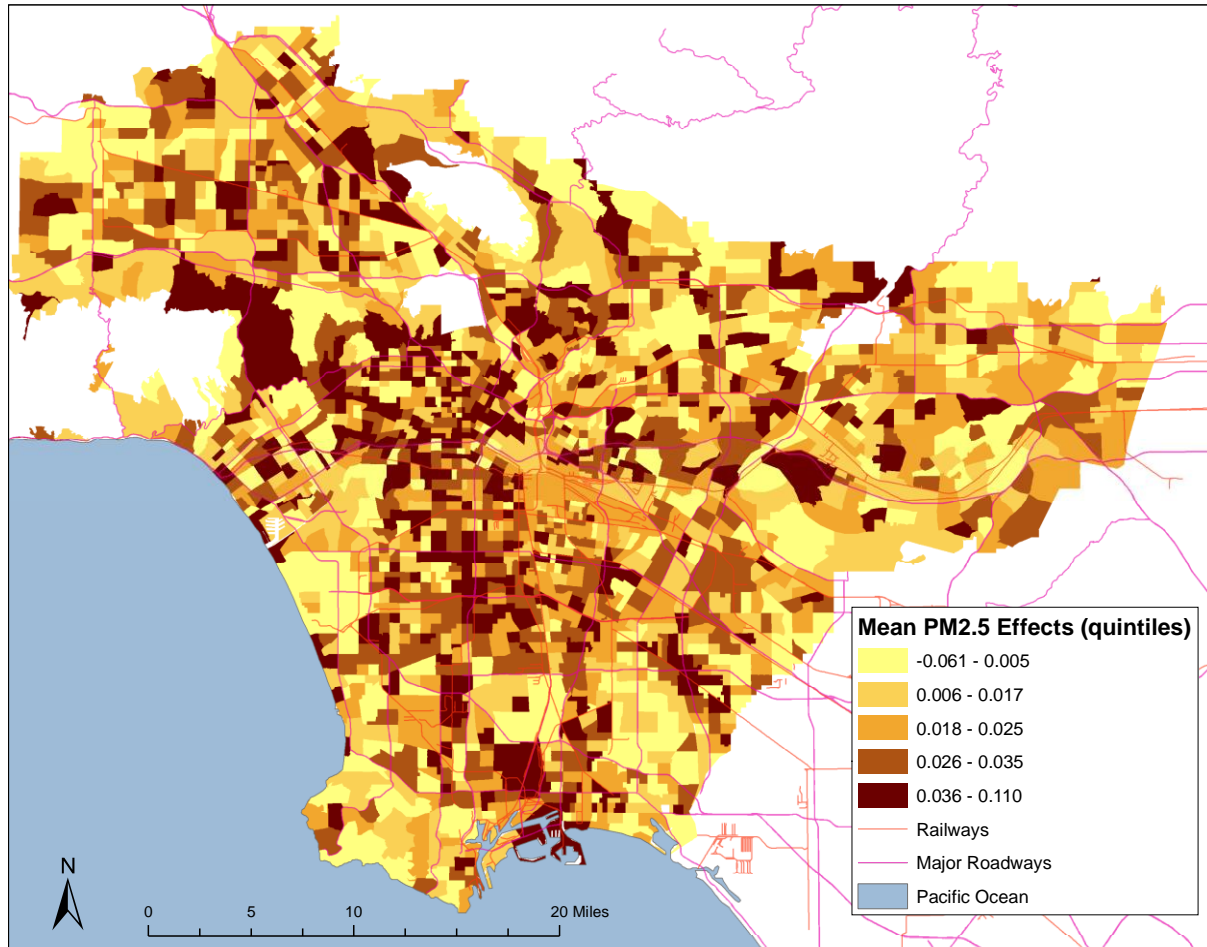 Mean PM2.5 Effects (quintiles)
-0.061 - 0.005
0.006 - 0.017
0.018 - 0.025
0.026 - 0.035
0.036 - 0.110
Railways
Major Roadways
Pacific Ocean
N
0 5 10 20 Miles